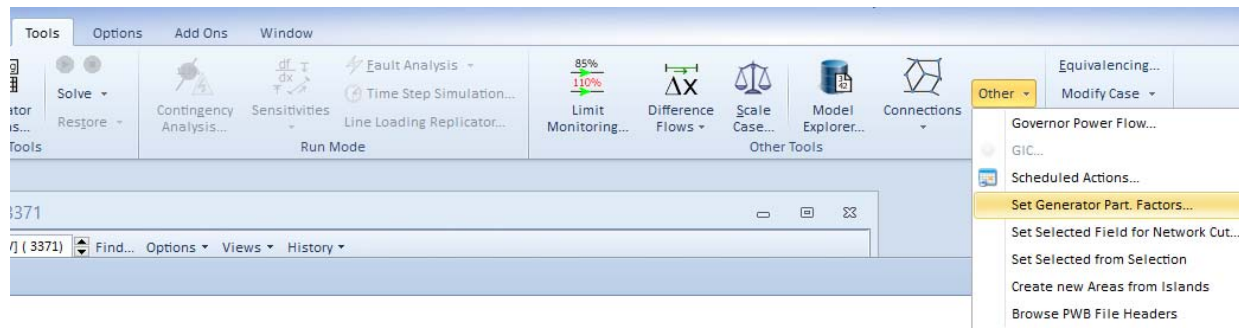 Tools Options Add Ons Window
Solve
Restore
Tools
Contingency Analysis...
Sensitivities
df
dx
Fault Analysis
Time Step Simulation...
Line Loading Replicator...
Run Mode
85%
110%
Limit Monitoring...
Δx
Difference Flows
Scale Case...
Model Explorer...
Connections
Other Tools
Other
Equivalencing...
Modify Case
Governor Power Flow...
GIC...
Scheduled Actions...
Set Generator Part. Factors...
Set Selected Field for Network Cut...
Set Selected from Selection
Create new Areas from Islands
Browse PWB File Headers
3371
( 3371) Find... Options Views History